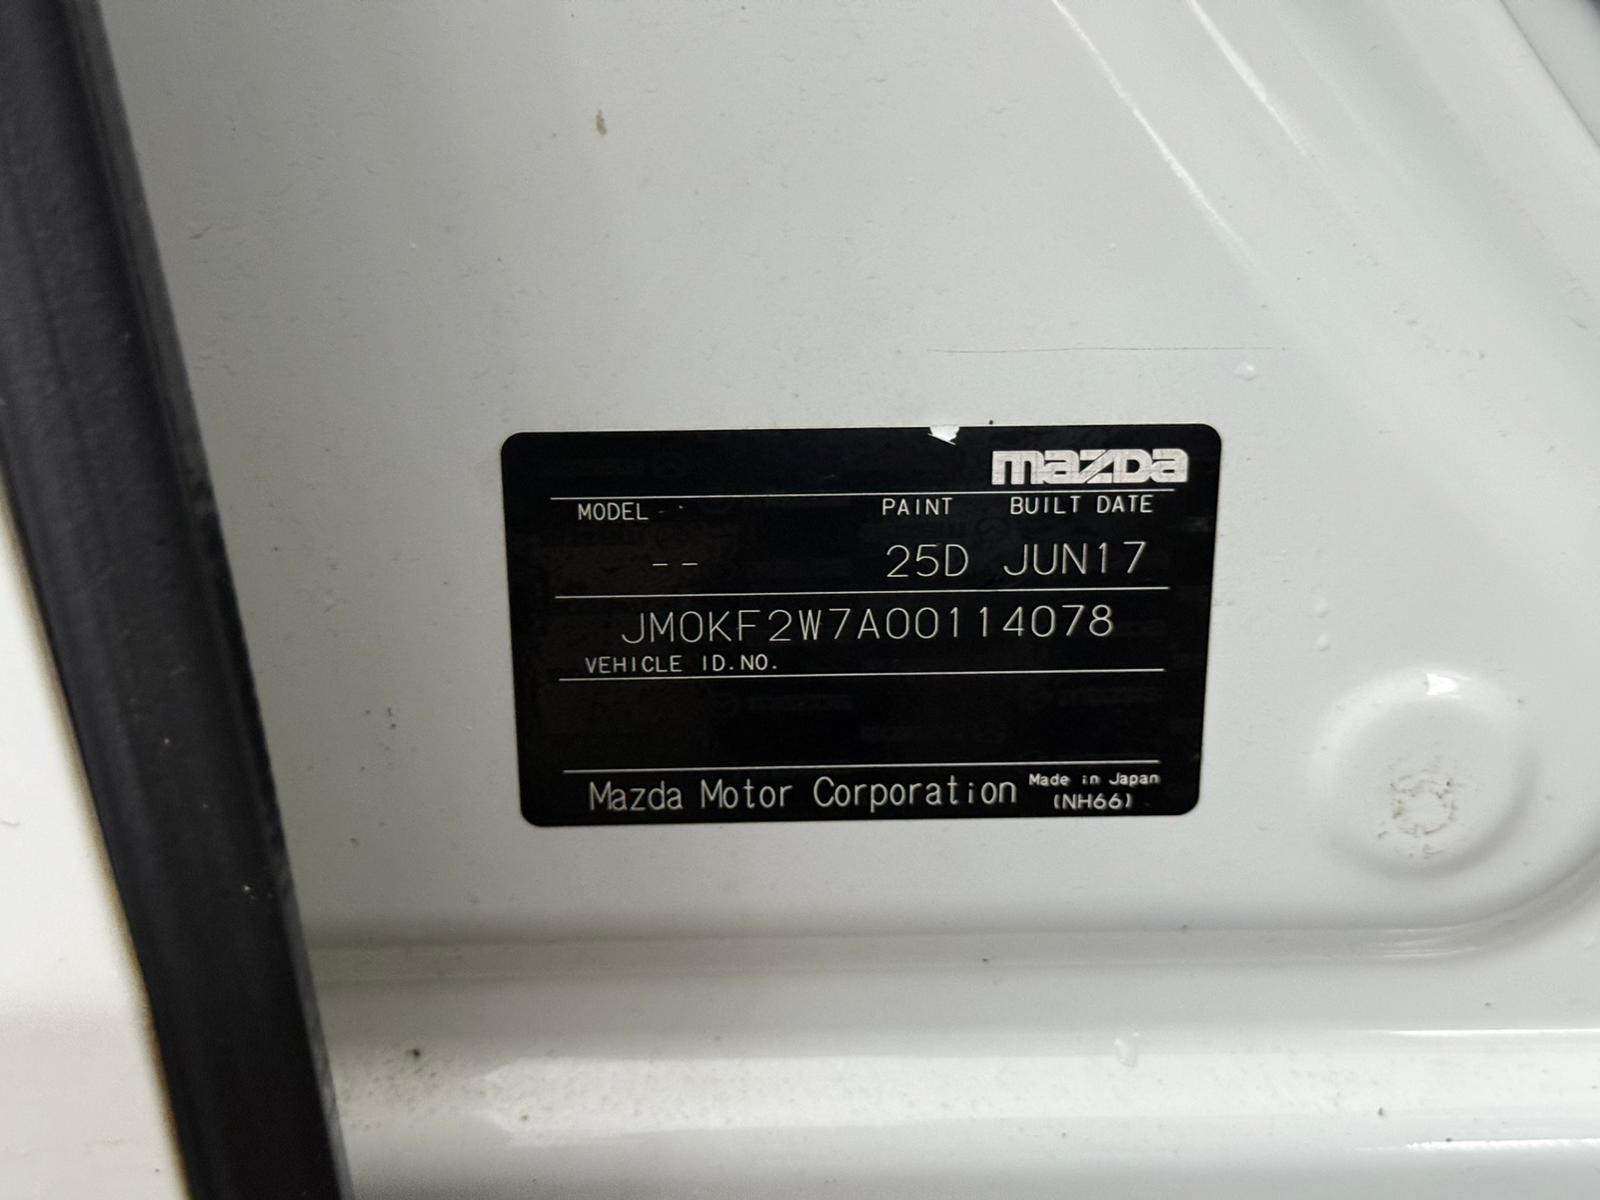 mazda
MODEL PAINT BUILT DATE
-- 25D JUN17
JM0KF2W7A00114078
VEHICLE ID.NO.
Mazda Motor Corporation Made in Japan
(NH66)